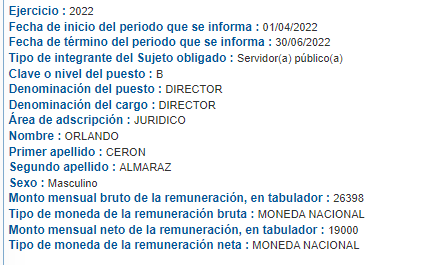 Ejercicio : 2022
Fecha de inicio del periodo que se informa : 01/04/2022
Fecha de término del periodo que se informa : 30/06/2022
Tipo de integrante del Sujeto obligado : Servidor(a) público(a)
Clave o nivel del puesto : B
Denominación del puesto : DIRECTOR
Denominación del cargo : DIRECTOR
Área de adscripción : JURIDICO
Nombre : ORLANDO
Primer apellido : CERON
Segundo apellido : ALMARAZ
Sexo : Masculino
Monto mensual bruto de la remuneración, en tabulador : 26398
Tipo de moneda de la remuneración bruta : MONEDA NACIONAL
Monto mensual neto de la remuneración, en tabulador : 19000
Tipo de moneda de la remuneración neta : MONEDA NACIONAL